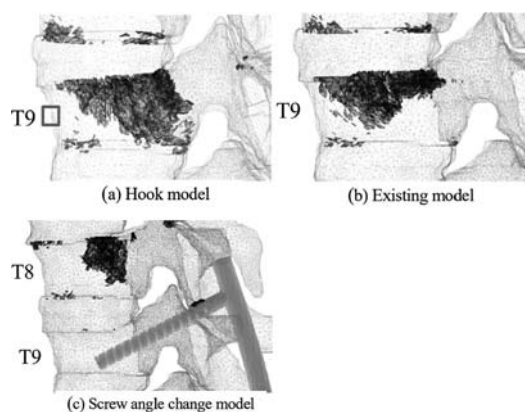 T9
(a) Hook model
T9
(b) Existing model
T8
T9
(c) Screw angle change model